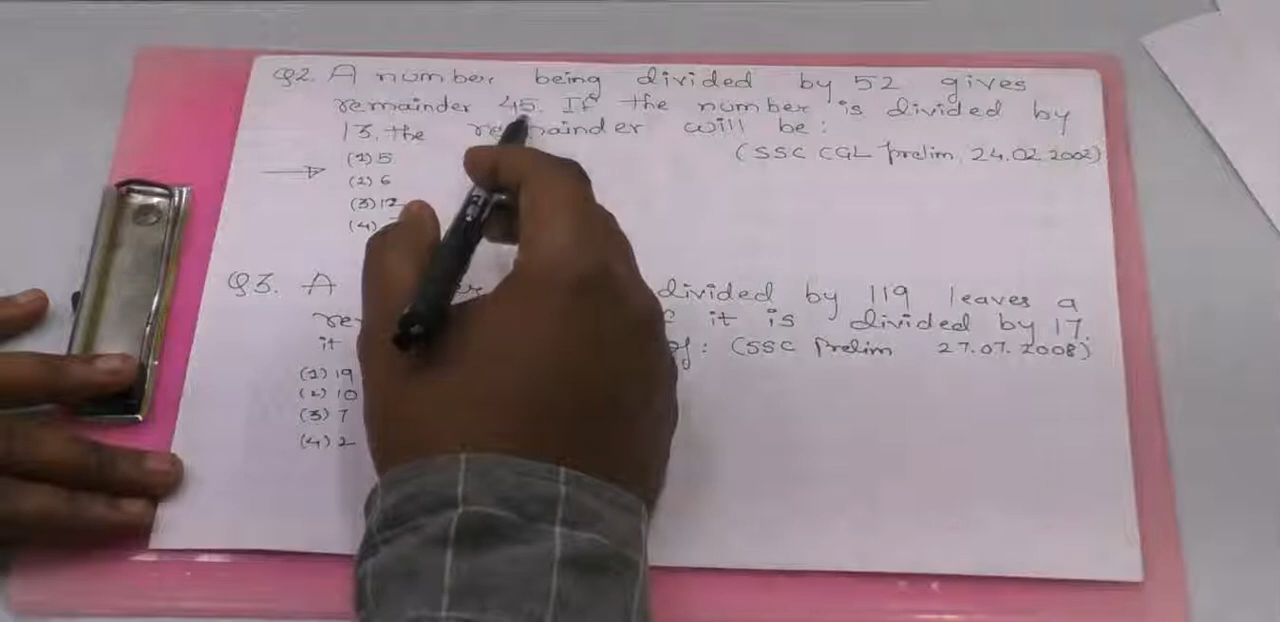 Q2. A number being divided by 52 gives
remainder 45. If the number is divided by
13. the remainder will be:
(SSC CGL Prelim, 24.02.2002)
(1) 5
(2) 6
(3) 12
(4)
Q3. A divided by 119 leaves a
it is divided by 17.
it of: (SSC Prelim 27.07.2008)
(1) 19
(2) 10
(3) 7
(4) 2